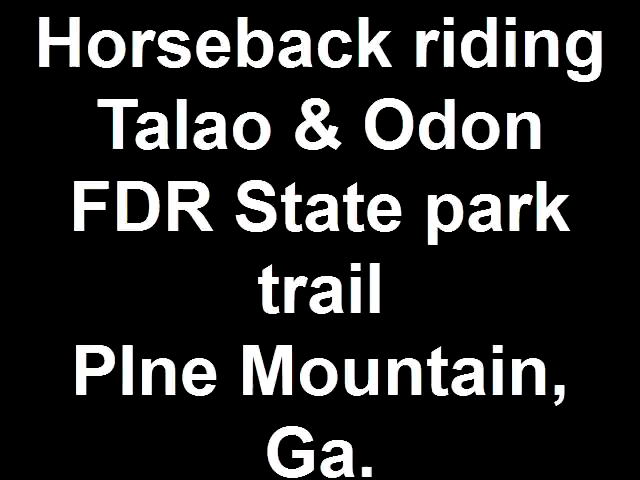 Horseback riding
Talao & Odon
FDR State park
trail
PIne Mountain,
Ga.